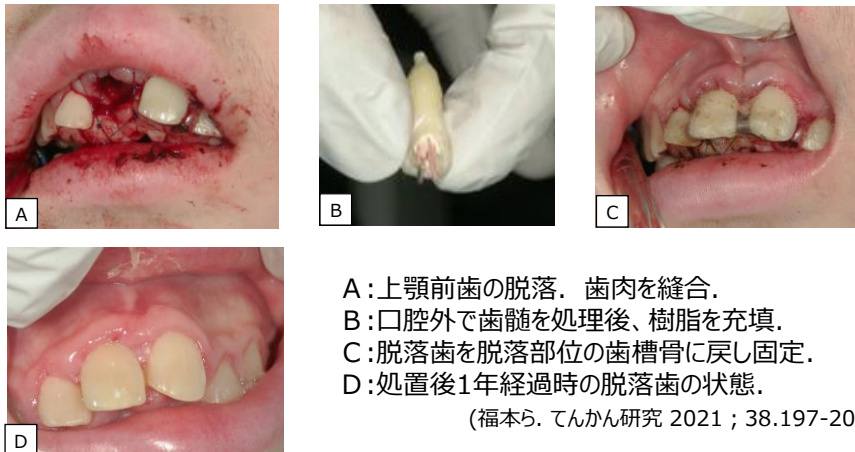 A
B
C
D
A：上顎前歯の脱落．歯肉を縫合．
B：口腔外で歯髄を処理後、樹脂を充填．
C：脱落歯を脱落部位の歯槽骨に戻し固定．
D：処置後1年経過時の脱落歯の状態．
(福本ら. てんかん研究 2021 ; 38.197-20